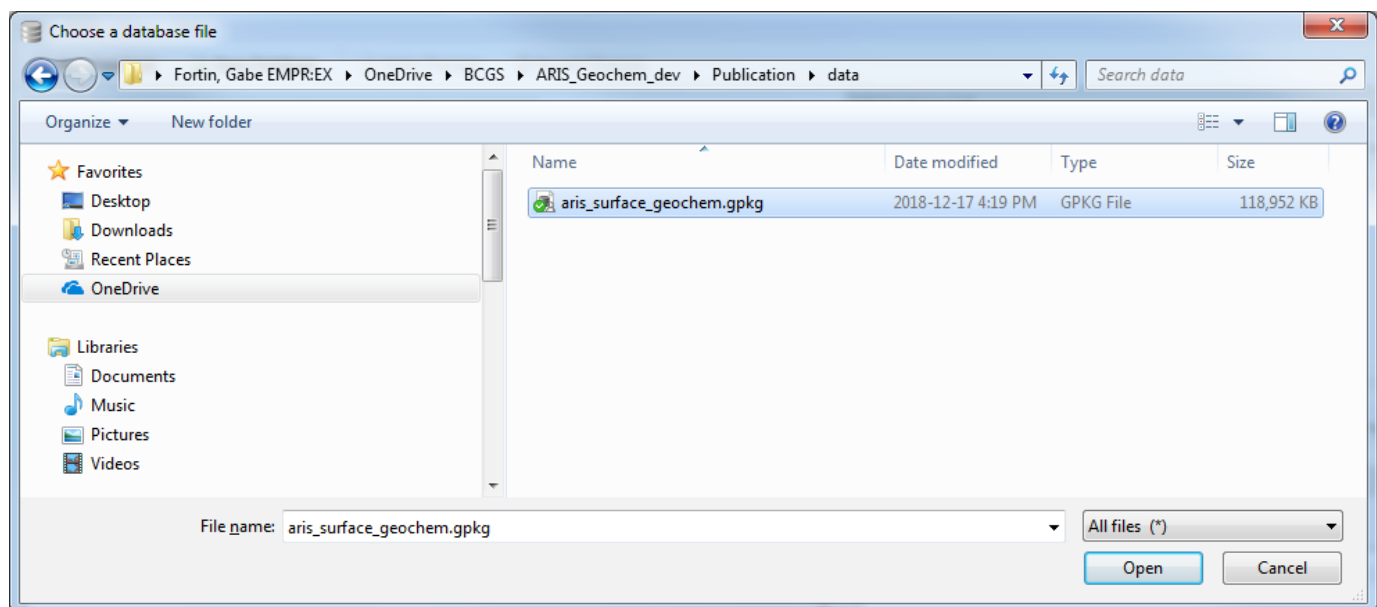 Choose a database file
Fortin, Gabe EMPR:EX OneDrive BCGS ARIS_Geochem_dev Publication data Search data
Organize New folder
Favorites Name Date modified Type Size
Desktop aris_surface_geochem.gpkg 2018-12-17 4:19 PM GPKG File 118,952 KB
Downloads
Recent Places
OneDrive
Libraries
Documents
Music
Pictures
Videos
File name: aris_surface_geochem.gpkg All files (*)
Open Cancel